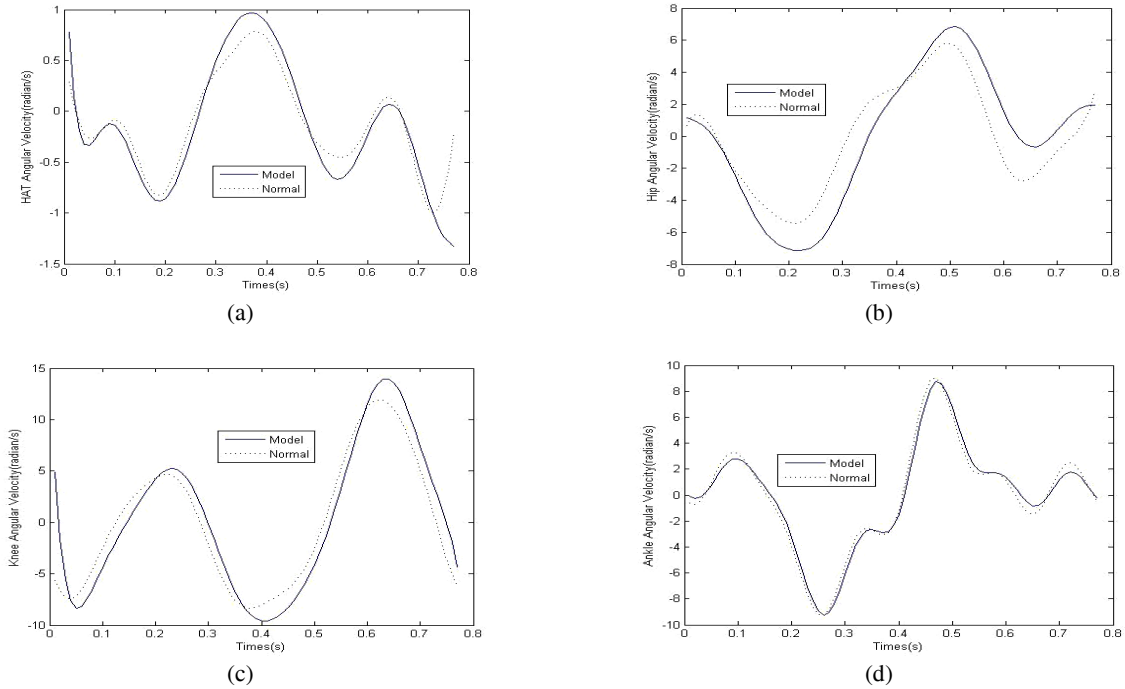 1
0.5
0
-0.5
-1
-1.5
HAT Angular Velocity(radian/s)
Model
Normal
0 0.1 0.2 0.3 0.4 0.5 0.6 0.7 0.8
Times(s)
(a)
8
6
4
2
0
-2
-4
-6
-8
Hip Angular Velocity(radian/s)
Model
Normal
0 0.1 0.2 0.3 0.4 0.5 0.6 0.7 0.8
Times(s)
(b)
15
10
5
0
-5
-10
Knee Angular Velocity(radian/s)
Model
Normal
0 0.1 0.2 0.3 0.4 0.5 0.6 0.7 0.8
Times(s)
(c)
10
8
6
4
2
0
-2
-4
-6
-8
-10
Ankle Angular Velocity(radian/s)
Model
Normal
0 0.1 0.2 0.3 0.4 0.5 0.6 0.7 0.8
Times(s)
(d)